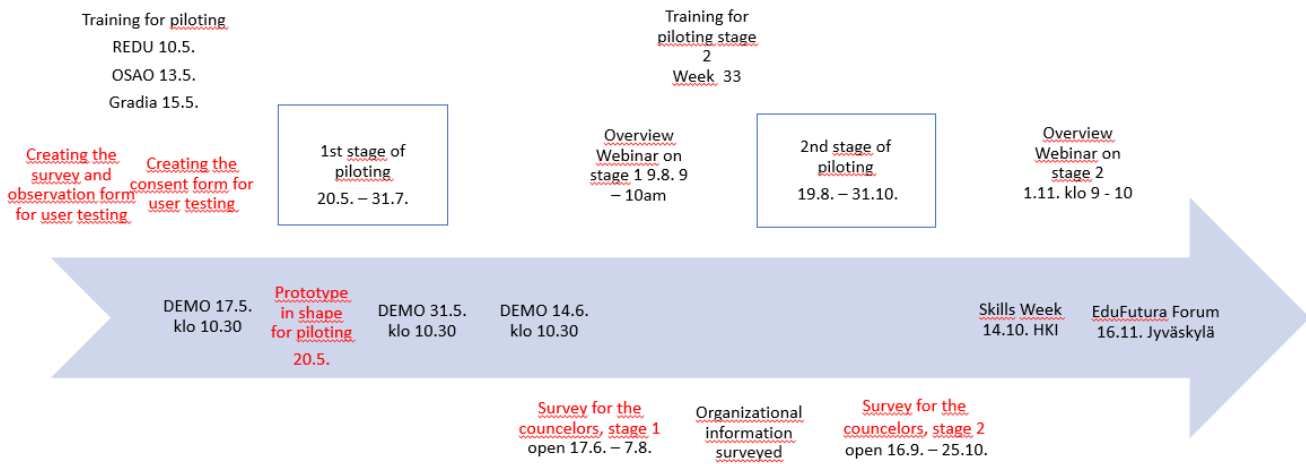 Training for piloting
REDU 10.5.
OSAO 13.5.
Gradia 15.5.
Training for
piloting stage
2
Week 33
Creating the
survey and
observation form
for user testing
Creating the
consent form for
user testing
1st stage of
piloting
20.5. – 31.7.
Overview
Webinar on
stage 1 9.8. 9
– 10am
2nd stage of
piloting
19.8. – 31.10.
Overview
Webinar on
stage 2
1.11. klo 9 - 10
DEMO 17.5.
klo 10.30
Prototype
in shape
for piloting
20.5.
DEMO 31.5.
klo 10.30
DEMO 14.6.
klo 10.30
Skills Week
14.10. HKI
EduFutura Forum
16.11. Jyväskylä
Survey for the
councelors, stage 1
open 17.6. – 7.8.
Organizational
information
surveyed
Survey for the
councelors, stage 2
open 16.9. – 25.10.